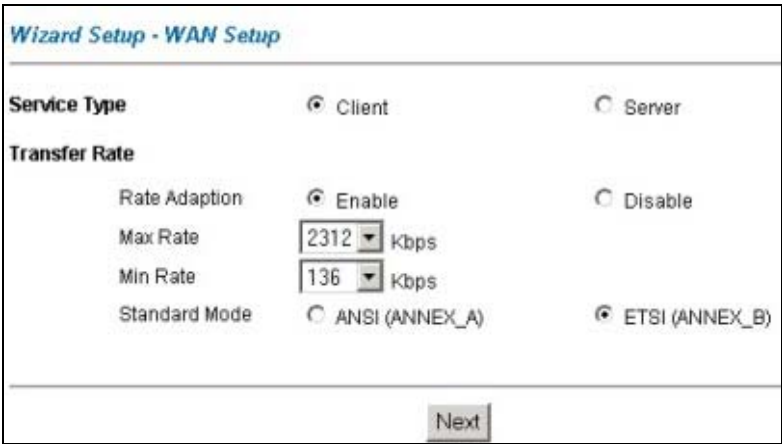 Wizard Setup - WAN Setup
Service Type Client Server
Transfer Rate
Rate Adaption Enable Disable
Max Rate 2312 Kbps
Min Rate 136 Kbps
Standard Mode ANSI (ANNEX_A) ETSI (ANNEX_B)
Next